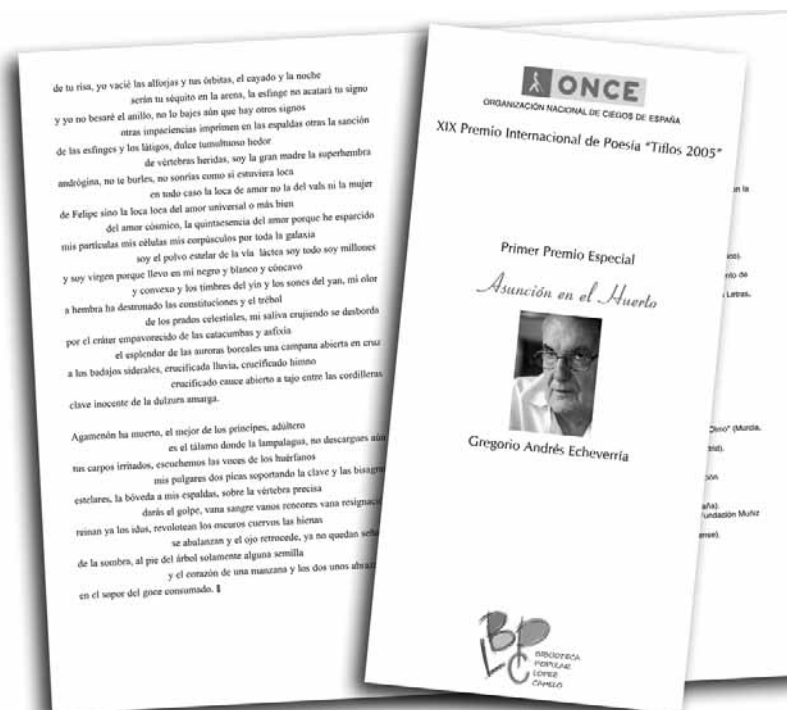 de tu risa, yo vacié las alforjas y tus órbitas, el cayado y la noche
serán tu séquito en la arena, la esfinge no acatará tu signo
y yo no besaré el anillo, no lo bajes aún que hay otros signos
otras impaciencias imprimen en las espaldas otras la sanción
de las esfinges y los látigos, dulce tumultuoso hedor
de vértebras heridas, soy la gran madre la superhembra
andrógina, no te burles, no sonrías como si estuviera loca
en todo caso la loca de amor no la del vals ni la mujer
de Felipe sino la loca loca del amor universal o más bien
del amor cósmico, la quintaesencia del amor porque he esparcido
mis partículas mis células mis corpúsculos por toda la galaxia
soy el polvo estelar de la vía láctea soy todo soy millones
y soy virgen porque llevo en mí negro y blanco y cóncavo
y convexo y los timbres del yin y los sones del yan, mi olor
a hembra ha destronado las constituciones y el trébol
de los prados celestiales, mi saliva crujiendo se desborda
por el cráter empavorecido de las catacumbas y asfixia
el esplendor de las auroras boreales una campana abierta en cruz
a los badajos siderales, crucificada lluvia, crucificado himno
crucificado cauce abierto a tajo entre las cordilleras
clave inocente de la dulzura amarga.
Agamenón ha muerto, el mejor de los príncipes, adúltero
es el tálamo donde la lampalagua, no descargues aún
tus carpos irritados, escuchemos las voces de los huérfanos
mis pulgares dos picas soportando la clave y las bisagras
estelares, la bóveda a mis espaldas, sobre la vértebra precisa
darás el golpe, vana sangre vanos rencores vana
reinan ya los idus, revolotean los oscuros cuervos las hienas
se abalanzan y el ojo retrocede, ya no quedan
de la sombra, al pie del árbol solamente alguna semilla
y el corazón de una manzana y los dos unos
en el sopor del goce consumado.
ONCE
ORGANIZACIÓN NACIONAL DE CIEGOS DE ESPAÑA
XIX Premio Internacional de Poesía "Tiflos 2005"
Primer Premio Especial
Asunción en el Huerto
Gregorio Andrés Echeverría
BPLC
BIBLIOTECA
POPULAR
LOPEZ
CAMELO
la
de
Letras,
(Murcia,
Fundación Muñiz